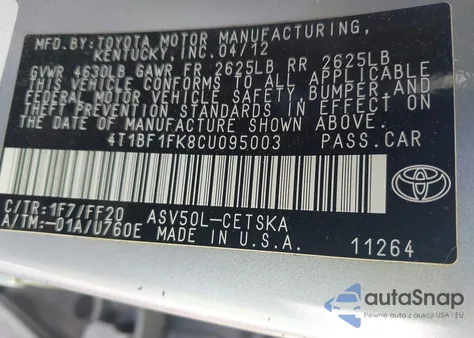 MFD.BY:TOYOTA MOTOR MANUFACTURING,
KENTUCKY, INC.04/12
GVWR 4630LB GAWR FR 2625LB RR 2625LB
THIS VEHICLE CONFORMS TO ALL APPLICABLE
FEDERAL MOTOR VEHICLE SAFETY, BUMPER,AND
THEFT PREVENTION STANDARDS IN EFFECT ON
THE DATE OF MANUFACTURE SHOWN ABOVE.
4T1BF1FK8CU095003 PASS.CAR
C/TR:1F7/FF20 ASV50L-CETSKA
A/TM:-01A/U760E MADE IN U.S.A. 11264
autoSnap
Pewne auta z aukcji USA i EU